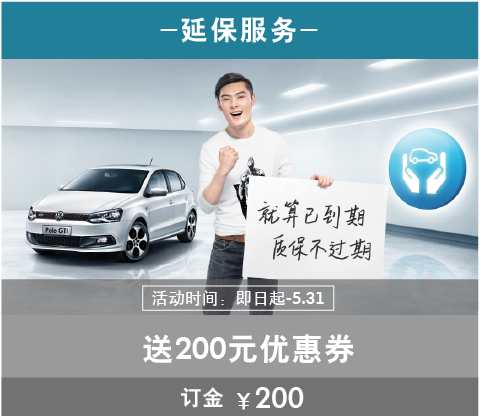 –延保服务–
就算已到期
质保不过期
Polo GTI
活动时间：即日起-5.31
送200元优惠券
订金 ￥200